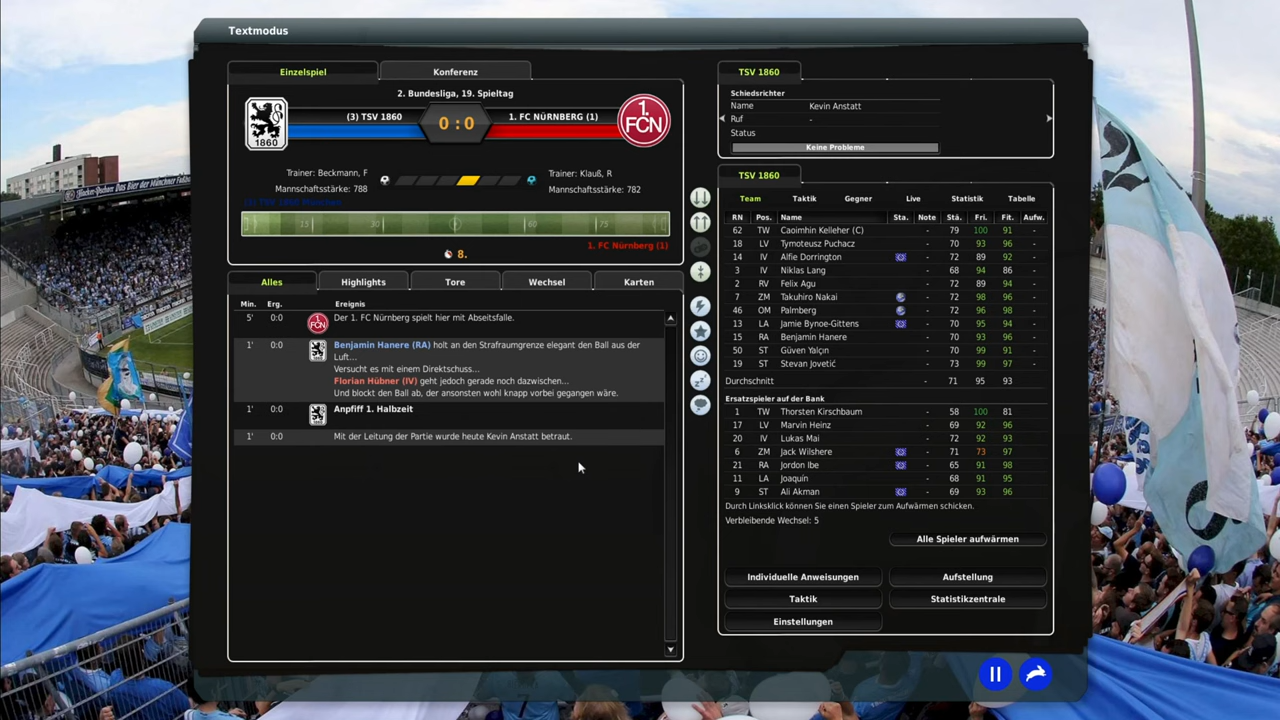 Textmodus
Einzelspiel
Konferenz
2. Bundesliga, 19. Spieltag
(3) TSV 1860
0 : 0
1. FC NÜRNBERG (1)
1860
1. FCN
Trainer: Beckmann, F
Trainer: Klauß, R
Mannschaftsstärke: 788
Mannschaftsstärke: 782
(3) TSV 1860 München
15
30
60
75
1. FC Nürnberg (1)
8.
Alles
Highlights
Tore
Wechsel
Karten
Min. Erg. Ereignis
5' 0:0 Der 1. FC Nürnberg spielt hier mit Abseitsfalle.
1' 0:0 Benjamin Hanere (RA) holt an den Strafraumgrenze elegant den Ball aus der
Luft...
Versucht es mit einem Direktschuss...
Florian Hübner (IV) geht jedoch gerade noch dazwischen...
Und blockt den Ball ab, der ansonsten wohl knapp vorbei gegangen wäre.
1' 0:0 Anpfiff 1. Halbzeit
1' 0:0 Mit der Leitung der Partie wurde heute Kevin Anstatt betraut.
TSV 1860
Schiedsrichter
Name Kevin Anstatt
Ruf -
Status
Keine Probleme
TSV 1860
Team Taktik Gegner Live Statistik Tabelle
RN Pos. Name Sta. Note Stä. Fri. Fit. Aufw.
62 TW Caoimhin Kelleher (C) - 79 100 91 -
18 LV Tymoteusz Puchacz - 70 93 96 -
14 IV Alfie Dorrington - 72 89 92 -
3 IV Niklas Lang - 68 94 86 -
2 RV Felix Agu - 72 89 94 -
7 ZM Takuhiro Nakai - 72 98 96 -
46 OM Palmberg - 72 96 98 -
13 LA Jamie Bynoe-Gittens - 70 95 94 -
15 RA Benjamin Hanere - 70 93 96 -
50 ST Güven Yalçın - 70 99 91 -
19 ST Stevan Jovetić - 73 99 97 -
Durchschnitt - 71 95 93
Ersatzspieler auf der Bank
1 TW Thorsten Kirschbaum - 58 100 81 -
17 LV Marvin Heinz - 69 92 96 -
20 IV Lukas Mai - 72 92 93 -
6 ZM Jack Wilshere - 71 73 97 -
21 RA Jordon Ibe - 65 91 98 -
11 LA Joaquín - 68 91 95 -
9 ST Ali Akman - 69 93 96 -
Durch Linksklick können Sie einen Spieler zum Aufwärmen schicken.
Verbleibende Wechsel: 5
Alle Spieler aufwärmen
Individuelle Anweisungen
Aufstellung
Taktik
Statistikzentrale
Einstellungen